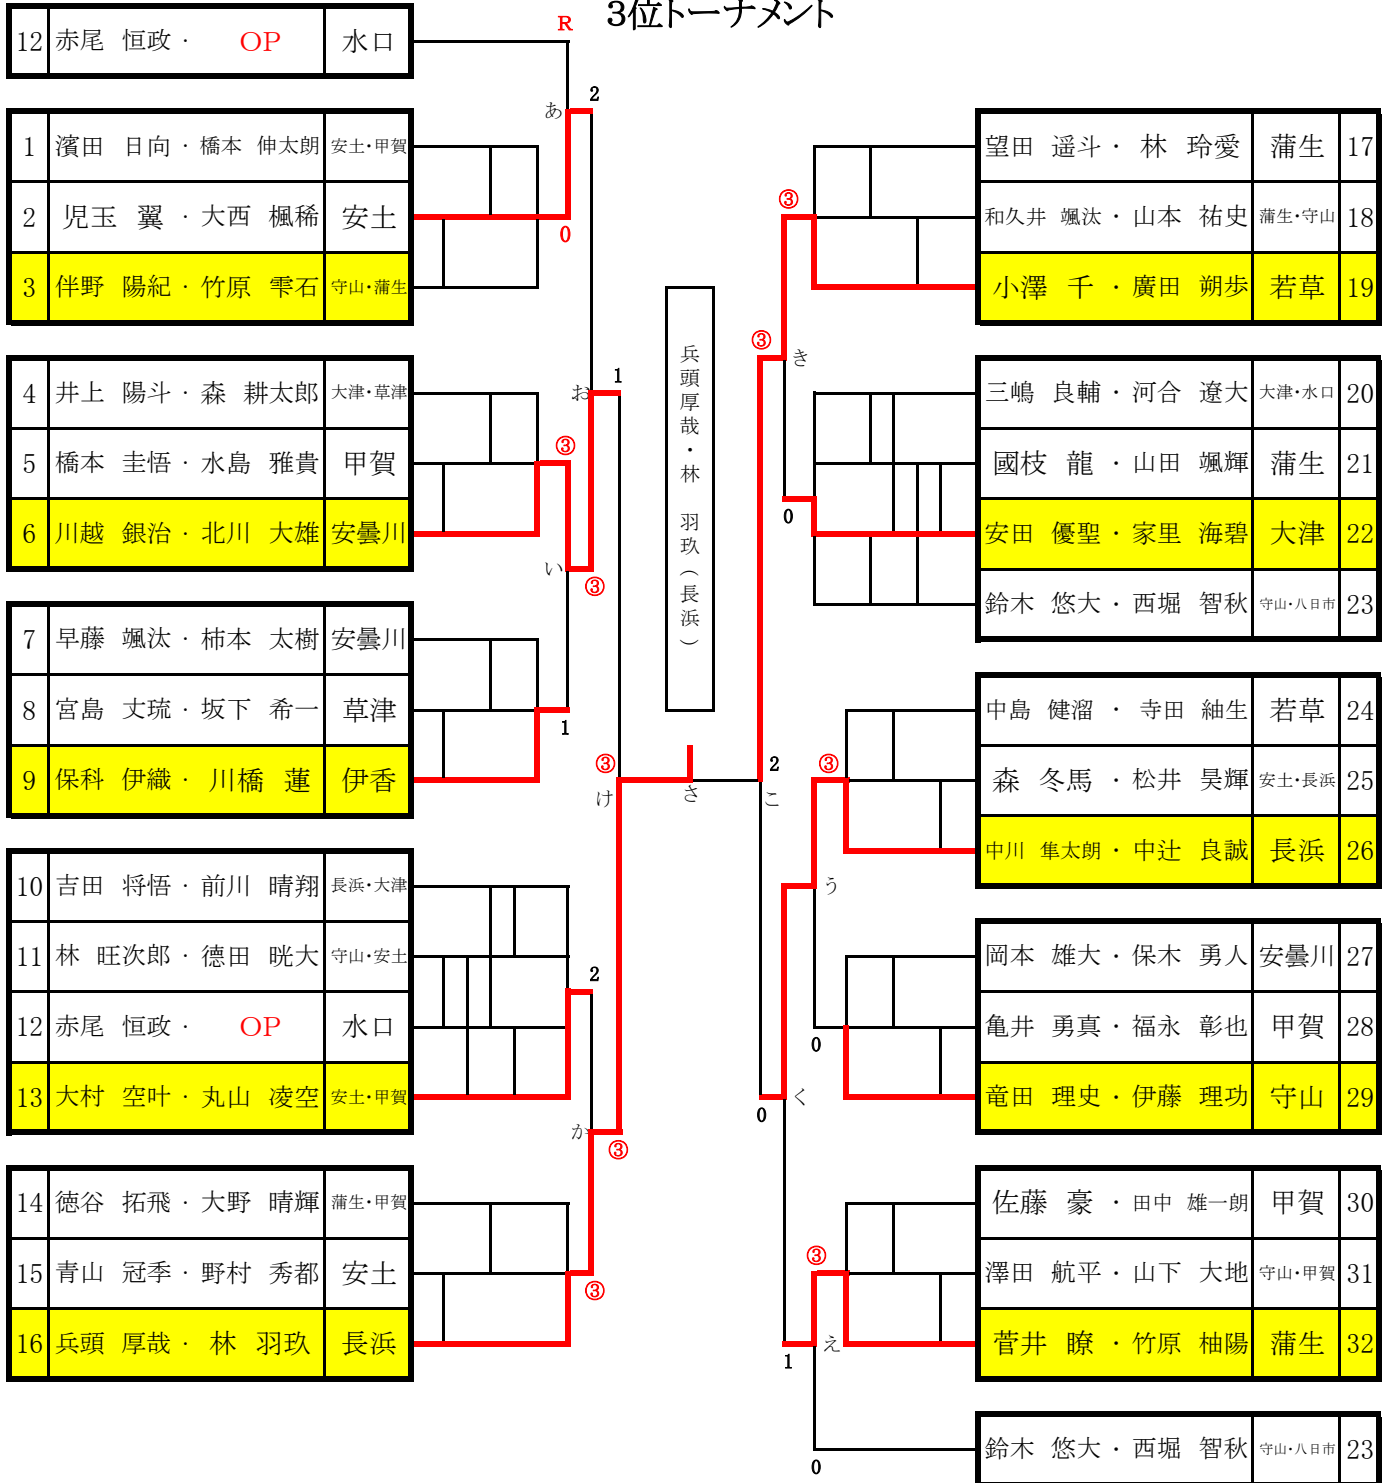 3位トーナメント
12 赤尾 恒政 ・ OP 水口
1 濱田 日向 ・ 橋本 伸太朗 安土・甲賀
2 児玉 翼 ・ 大西 楓稀 安土
3 伴野 陽紀 ・ 竹原 雫石 守山・蒲生
4 井上 陽斗 ・ 森 耕太郎 大津・草津
5 橋本 圭悟 ・ 水島 雅貴 甲賀
6 川越 銀治 ・ 北川 大雄 安曇川
7 早藤 颯汰 ・ 柿本 太樹 安曇川
8 宮島 丈琉 ・ 坂下 希一 草津
9 保科 伊織 ・ 川橋 蓮 伊香
10 吉田 将悟 ・ 前川 晴翔 長浜・大津
11 林 旺次郎 ・ 德田 晄大 守山・安土
12 赤尾 恒政 ・ OP 水口
13 大村 空叶 ・ 丸山 凌空 安土・甲賀
14 徳谷 拓飛 ・ 大野 晴輝 蒲生・甲賀
15 青山 冠季 ・ 野村 秀都 安土
16 兵頭 厚哉 ・ 林 羽玖 長浜
R
あ
2
0
③
い
③
1
お
1
2
か
③
③
け
③
さ
兵頭厚哉・林 羽玖(長浜)
こ
2
0
③
き
③
0
③
う
0
く
③
え
1
0
望田 遥斗 ・ 林 玲愛 蒲生 17
和久井 颯汰 ・ 山本 祐史 蒲生・守山 18
小澤 千 ・ 廣田 朔歩 若草 19
三嶋 良輔 ・ 河合 遼大 大津・水口 20
國枝 龍 ・ 山田 颯輝 蒲生 21
安田 優聖 ・ 家里 海碧 大津 22
鈴木 悠大 ・ 西堀 智秋 守山・八日市 23
中島 健溜 ・ 寺田 紬生 若草 24
森 冬馬 ・ 松井 昊輝 安土・長浜 25
中川 隼太朗 ・ 中辻 良誠 長浜 26
岡本 雄大 ・ 保木 勇人 安曇川 27
亀井 勇真 ・ 福永 彰也 甲賀 28
竜田 理史 ・ 伊藤 理功 守山 29
佐藤 豪 ・ 田中 雄一朗 甲賀 30
澤田 航平 ・ 山下 大地 守山・甲賀 31
菅井 瞭 ・ 竹原 柚陽 蒲生 32
鈴木 悠大 ・ 西堀 智秋 守山・八日市 23